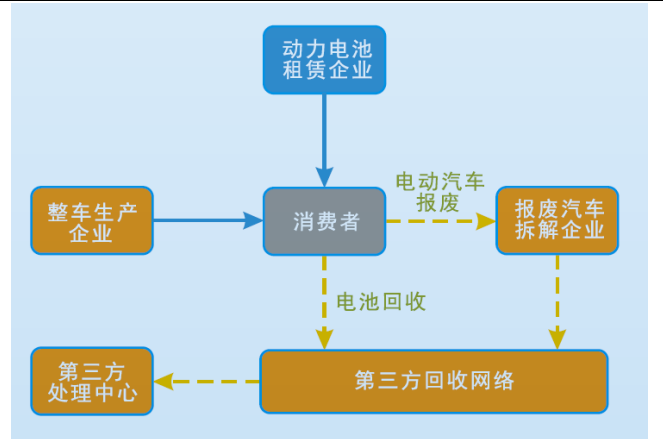 动力电池
租赁企业
电动汽车
报废
整车生产
企业
消费者
报废汽车
拆解企业
电池回收
第三方
处理中心
第三方回收网络